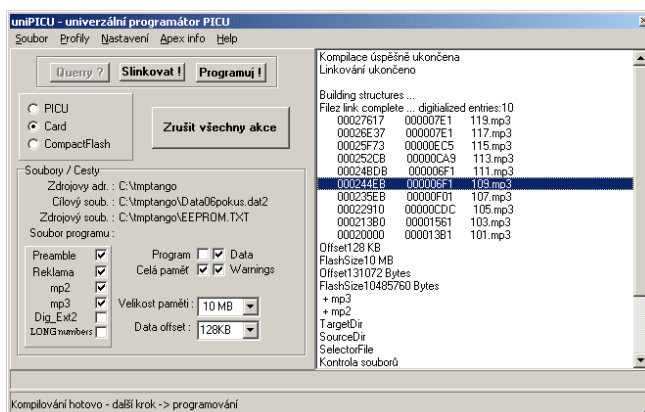 uniPICU - univerzální programátor PICU
Soubor Profily Nastavení Apex info Help
Querry ? Slinkovat ! Programuj !
PICU
Card
CompactFlash
Zrušit všechny akce
Soubory / Cesty
Zdrojovy adr. : C:\tmptango
Cílový soub. : C:\tmptango\Data06pokus.dat2
Zdrojový soub. : C:\tmptango\EEPROM.TXT
Soubor programu :
Preamble
Reklama
mp2
mp3
Dig_Ext2
LONG numbers
Program Data
Celá paměť Warnings
Velikost paměti : 10 MB
Data offset : 128KB
Kompilace úspěšně ukončena
Linkování ukončeno
Building structures ...
Filez link complete ... digitialized entries:10
00027617 000007E1 119.mp3
00026E37 000007E1 117.mp3
00025F73 00000EC5 115.mp3
000252CB 00000CA9 113.mp3
00024BDB 000006F1 111.mp3
000244EB 000006F1 109.mp3
000235EB 00000F01 107.mp3
00022910 00000CDC 105.mp3
000213B0 00001561 103.mp3
00020000 000013B1 101.mp3
Offset128 KB
FlashSize10 MB
Offset131072 Bytes
FlashSize10485760 Bytes
+ mp3
+ mp2
TargetDir
SourceDir
SelectorFile
Kontrola souborů
Kompilování hotovo - další krok -> programování